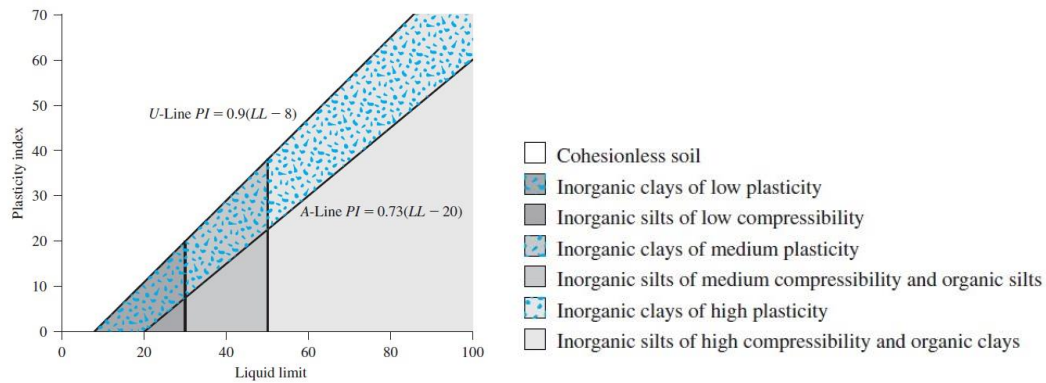 70
60
50
40
30
20
10
0
Plasticity index
U-Line PI = 0.9(LL − 8)
A-Line PI = 0.73(LL − 20)
0 20 40 60 80 100
Liquid limit
Cohesionless soil
Inorganic clays of low plasticity
Inorganic silts of low compressibility
Inorganic clays of medium plasticity
Inorganic silts of medium compressibility and organic silts
Inorganic clays of high plasticity
Inorganic silts of high compressibility and organic clays